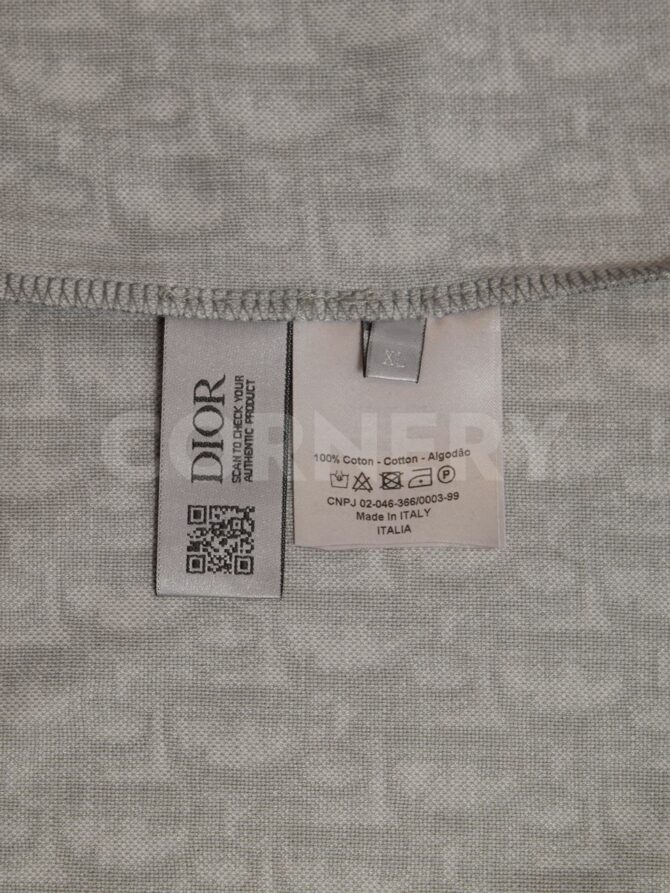 XL
CORNERY
DIOR
SCAN TO CHECK YOUR
AUTHENTIC PRODUCT
100% Coton - Cotton - Algodão
P
CNPJ 02-046-366/0003-99
Made In ITALY
ITALIA